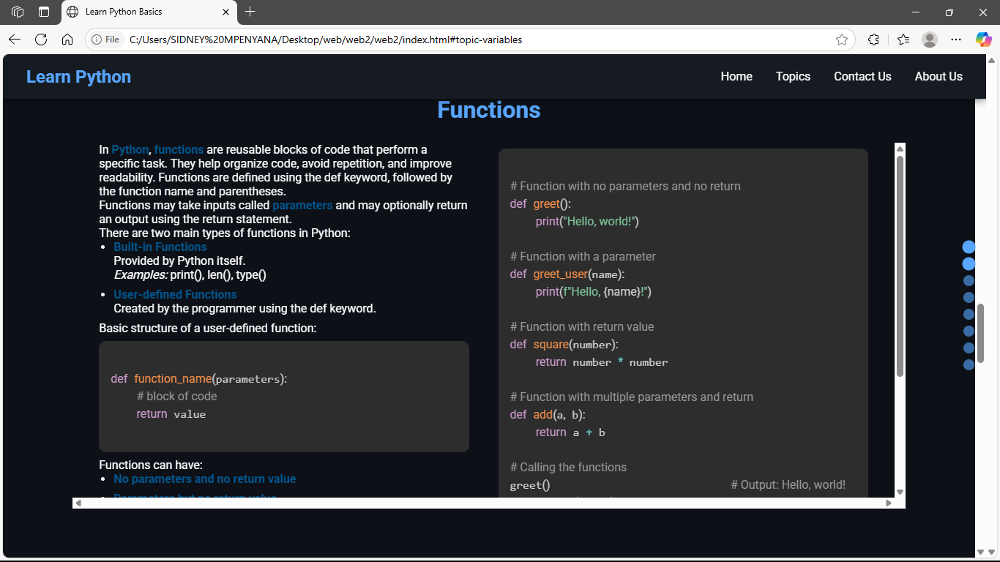 Learn Python Basics
File
C:/Users/SIDNEY%20MPENYANA/Desktop/web/web2/web2/index.html#topic-variables
Learn Python
Home
Topics
Contact Us
About Us
Functions
In Python, functions are reusable blocks of code that perform a
specific task. They help organize code, avoid repetition, and improve
readability. Functions are defined using the def keyword, followed by
the function name and parentheses.
Functions may take inputs called parameters and may optionally return
an output using the return statement.
There are two main types of functions in Python:
• Built-in Functions
Provided by Python itself.
Examples: print(), len(), type()
• User-defined Functions
Created by the programmer using the def keyword.
Basic structure of a user-defined function:
def function_name(parameters):
# block of code
return value
Functions can have:
• No parameters and no return value
• Parameters but no return value
# Function with no parameters and no return
def greet():
print("Hello, world!")
# Function with a parameter
def greet_user(name):
print(f"Hello, {name}!")
# Function with return value
def square(number):
return number * number
# Function with multiple parameters and return
def add(a, b):
return a + b
# Calling the functions
greet() # Output: Hello, world!